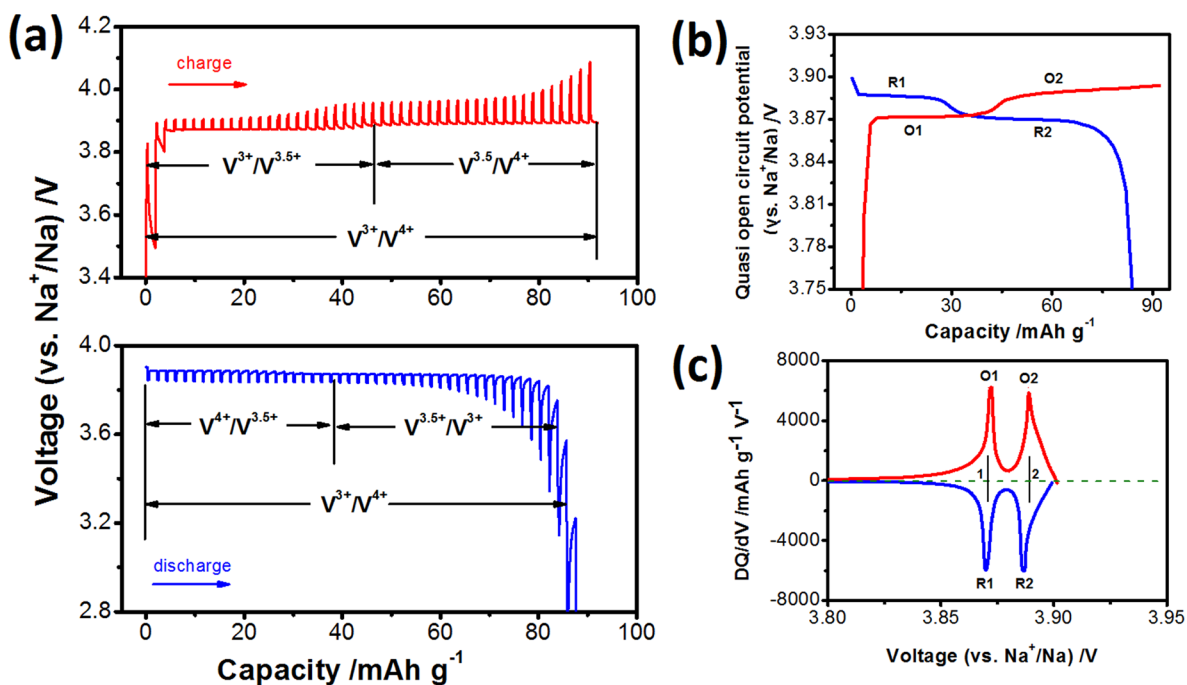 (a)
Voltage (vs. Na⁺/Na) /V
4.2
4.0
3.8
3.6
3.4
charge
V³⁺/V³·⁵⁺
V³·⁵/V⁴⁺
V³⁺/V⁴⁺
0
20
40
60
80
100
4.0
3.6
3.2
2.8
V⁴⁺/V³·⁵⁺
V³·⁵⁺/V³⁺
V³⁺/V⁴⁺
discharge
0
20
40
60
80
100
Capacity /mAh g⁻¹
(b)
Quasi open circuit potential
(vs. Na⁺/Na) /V
3.93
3.90
3.87
3.84
3.81
3.78
3.75
R1
O2
O1
R2
0
30
60
90
Capacity /mAh g⁻¹
(c)
DQ/dV /mAh g⁻¹ V⁻¹
8000
4000
0
-4000
-8000
O1
O2
1
2
R1
R2
3.80
3.85
3.90
3.95
Voltage (vs. Na⁺/Na) /V